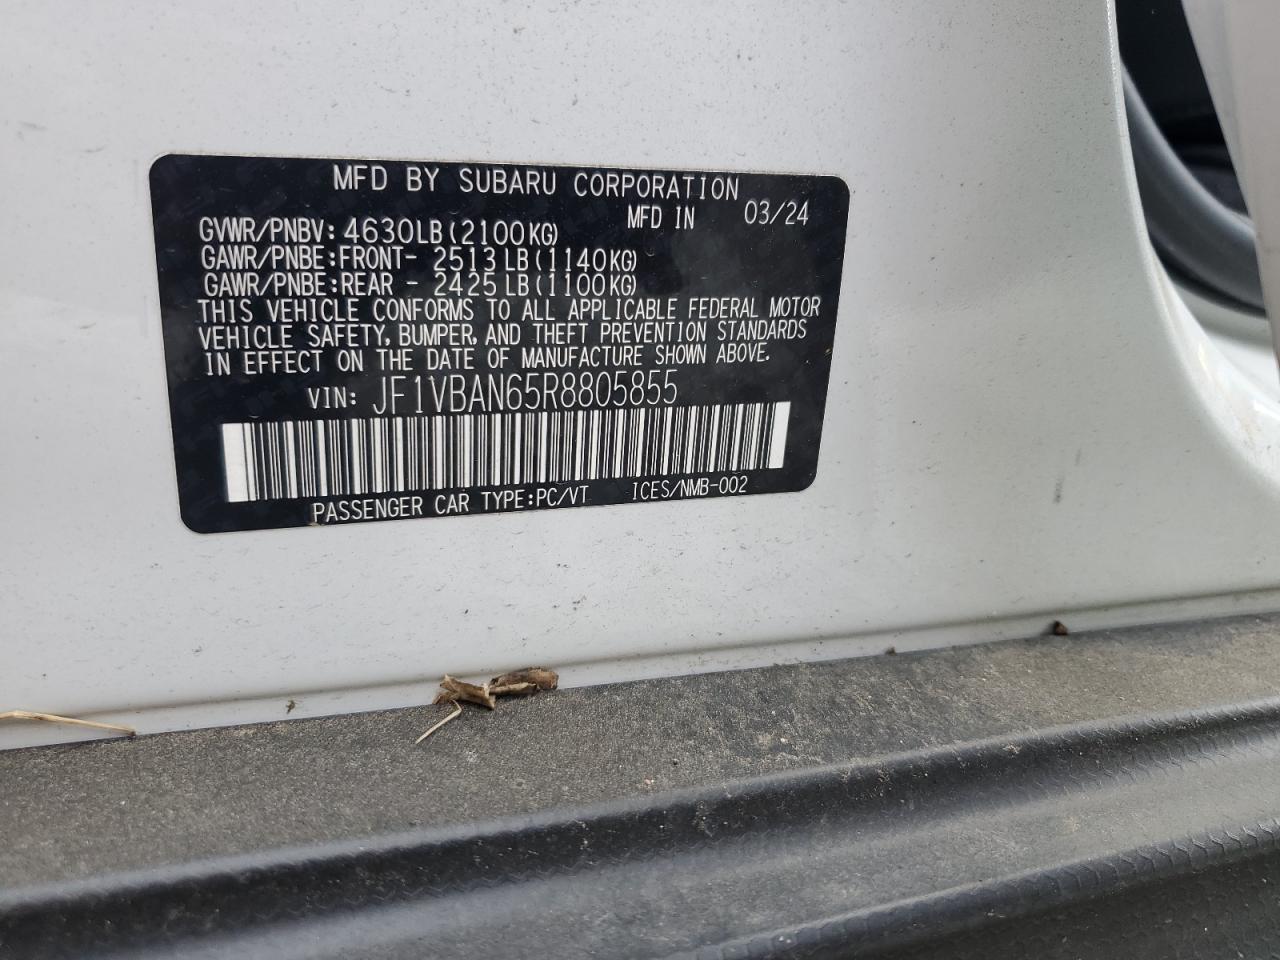 MFD BY SUBARU CORPORATION
MFD IN 03/24
GVWR/PNBV: 4630LB(2100KG)
GAWR/PNBE:FRONT- 2513LB(1140KG)
GAWR/PNBE:REAR - 2425LB(1100KG)
THIS VEHICLE CONFORMS TO ALL APPLICABLE FEDERAL MOTOR
VEHICLE SAFETY, BUMPER, AND THEFT PREVENTION STANDARDS
IN EFFECT ON THE DATE OF MANUFACTURE SHOWN ABOVE.
VIN: JF1VBAN65R8805855
PASSENGER CAR TYPE:PC/VT ICES/NMB-002